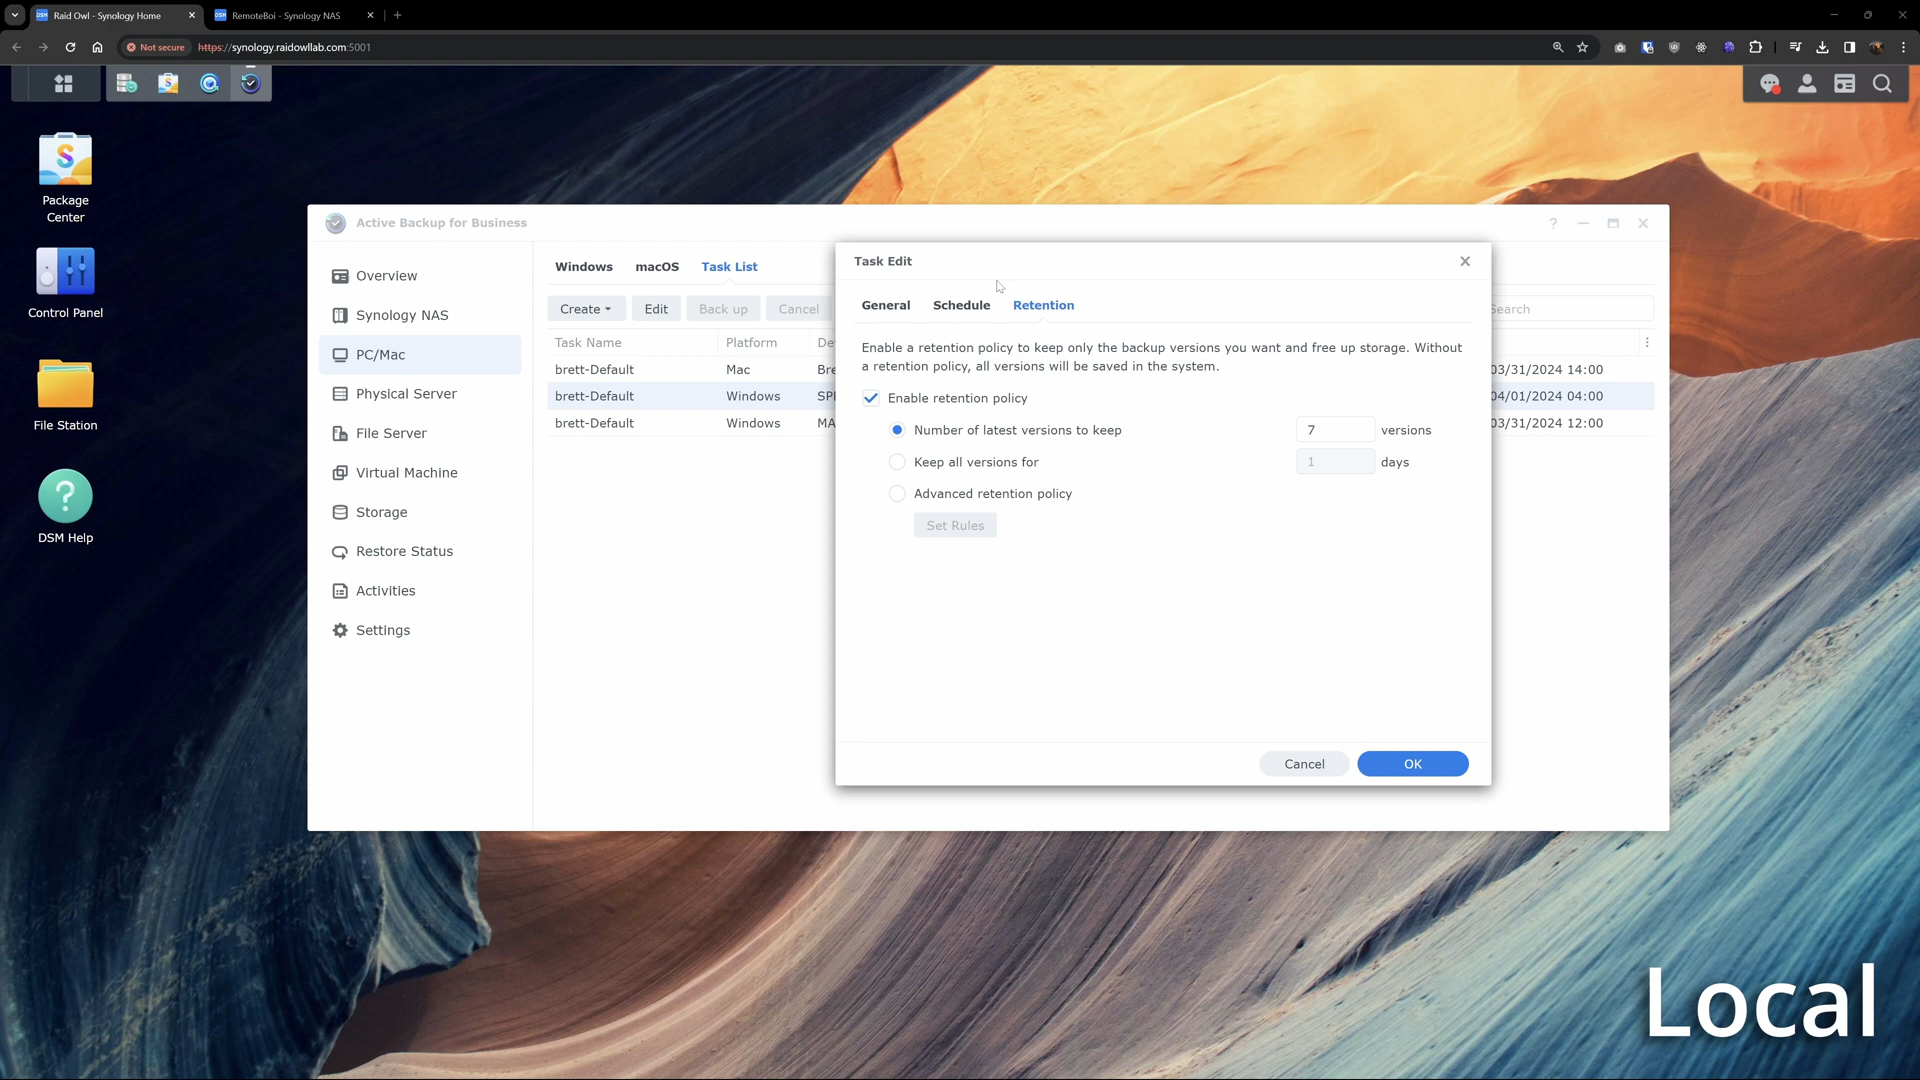 Raid Owl - Synology Home
RemoteBoi - Synology NAS
Not secure
https://synology.raidowllab.com:5001
Package
Center
Control Panel
File Station
DSM Help
Active Backup for Business
Overview
Synology NAS
PC/Mac
Physical Server
File Server
Virtual Machine
Storage
Restore Status
Activities
Settings
Windows macOS Task List
Create Edit Back up Cancel
Search
Task Name Platform De
brett-Default Mac Bre 03/31/2024 14:00
brett-Default Windows SPE 04/01/2024 04:00
brett-Default Windows MA 03/31/2024 12:00
Task Edit
General Schedule Retention
Enable a retention policy to keep only the backup versions you want and free up storage. Without
a retention policy, all versions will be saved in the system.
Enable retention policy
Number of latest versions to keep 7 versions
Keep all versions for 1 days
Advanced retention policy
Set Rules
Cancel OK
Local